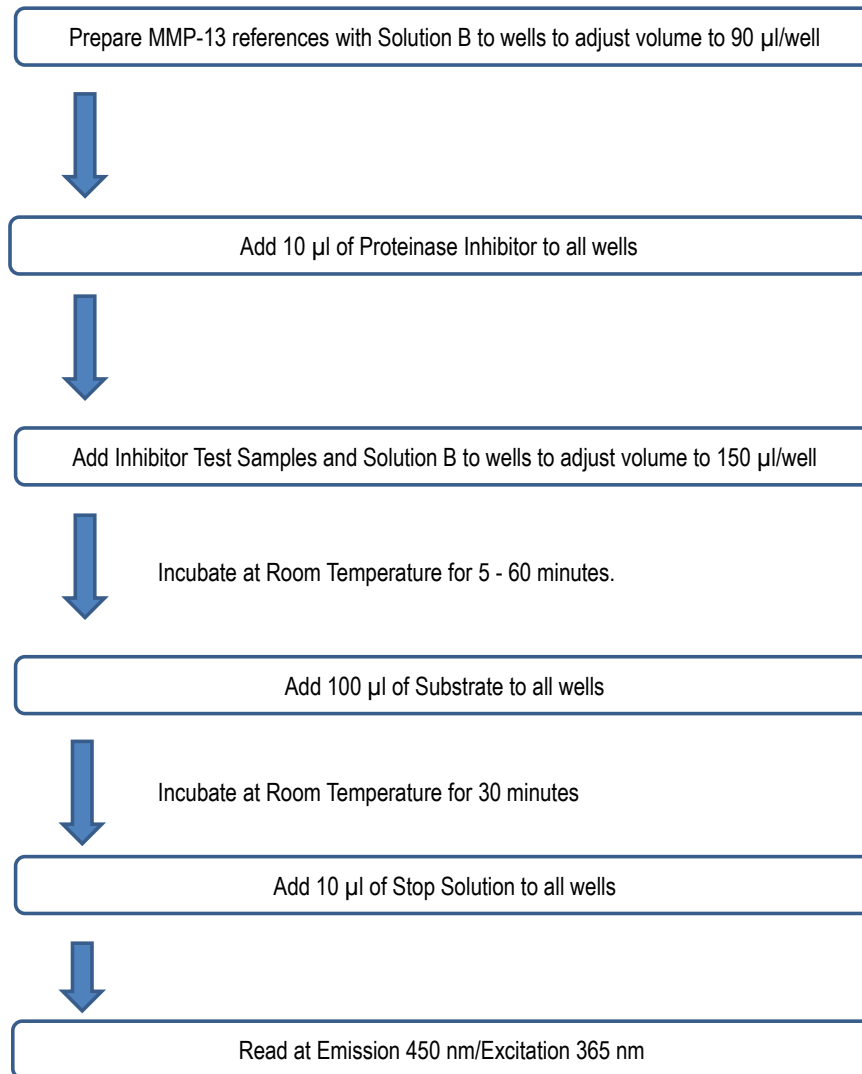 Prepare MMP-13 references with Solution B to wells to adjust volume to 90 µl/well
Add 10 µl of Proteinase Inhibitor to all wells
Add Inhibitor Test Samples and Solution B to wells to adjust volume to 150 µl/well
Incubate at Room Temperature for 5 - 60 minutes.
Add 100 µl of Substrate to all wells
Incubate at Room Temperature for 30 minutes
Add 10 µl of Stop Solution to all wells
Read at Emission 450 nm/Excitation 365 nm